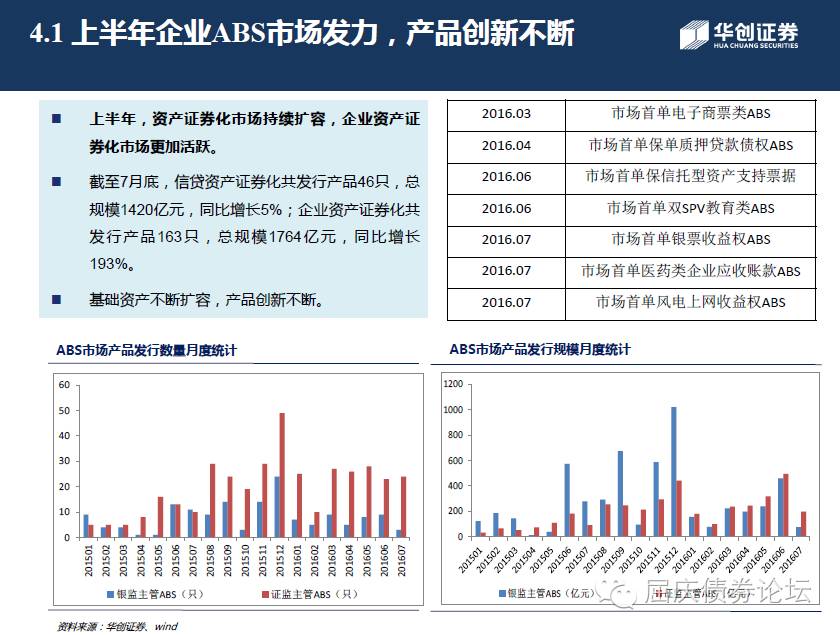 4.1 上半年企业ABS市场发力，产品创新不断
华创证券
HUA CHUANG SECURITIES
■ 上半年，资产证券化市场持续扩容，企业资产证
券化市场更加活跃。
■ 截至7月底，信贷资产证券化共发行产品46只，总
规模1420亿元，同比增长5%；企业资产证券化共
发行产品163只，总规模1764亿元，同比增长
193%。
■ 基础资产不断扩容，产品创新不断。
2016.03 市场首单电子商票类ABS
2016.04 市场首单保单质押贷款债权ABS
2016.06 市场首单保信托型资产支持票据
2016.06 市场首单双SPV教育类ABS
2016.07 市场首单银票收益权ABS
2016.07 市场首单医药类企业应收账款ABS
2016.07 市场首单风电上网收益权ABS
ABS市场产品发行数量月度统计
60
50
40
30
20
10
0
201501 201502 201503 201504 201505 201506 201507 201508 201509 201510 201511 201512 201601 201602 201603 201604 201605 201606 201607
银监主管ABS（只） 证监主管ABS（只）
ABS市场产品发行规模月度统计
1200
1000
800
600
400
200
0
201501 201502 201503 201504 201505 201506 201507 201508 201509 201510 201511 201512 201601 201602 201603 201604 201605 201606 201607
银监主管ABS（亿元） 证监主管ABS（亿元）
屈庆债券论坛
资料来源：华创证券、wind